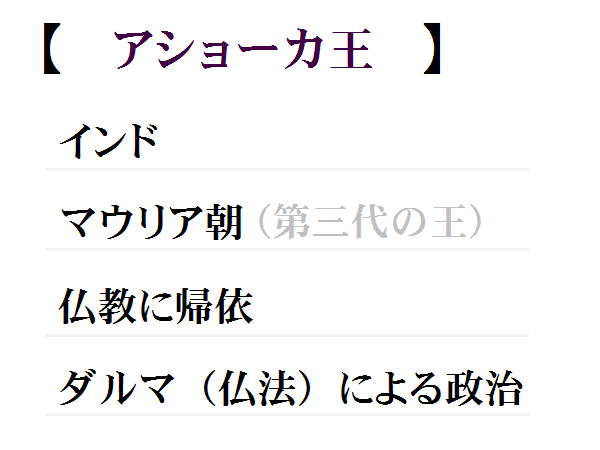 【　アショーカ王　】
インド
マウリア朝（第三代の王）
仏教に帰依
ダルマ（仏法）による政治